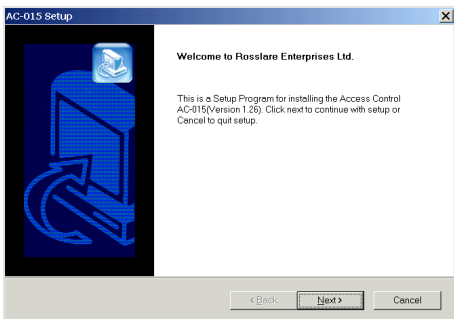 AC-015 Setup
Welcome to Rosslare Enterprises Ltd.
This is a Setup Program for installing the Access Control
AC-015(Version 1.26). Click next to continue with setup or
Cancel to quit setup.
< Back
Next >
Cancel